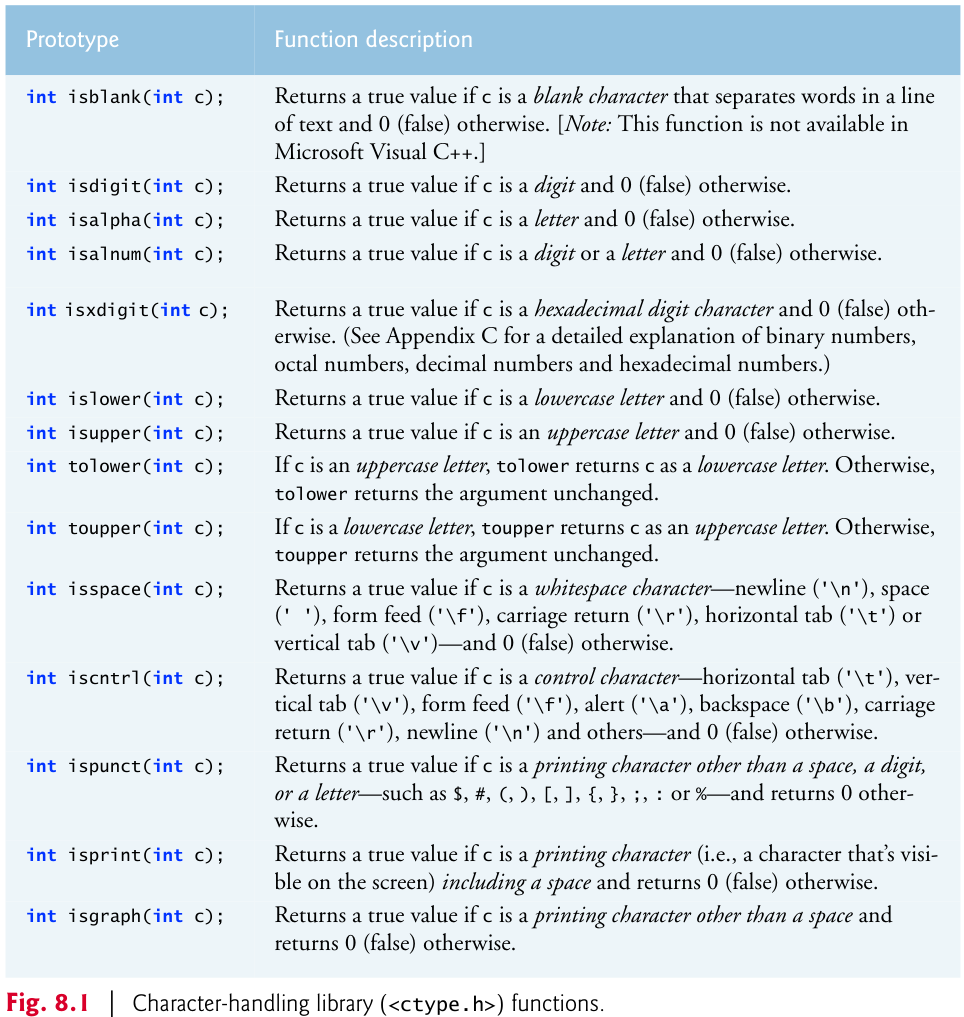 Prototype Function description
int isblank(int c); Returns a true value if c is a blank character that separates words in a line
of text and 0 (false) otherwise. [Note: This function is not available in
Microsoft Visual C++.]
int isdigit(int c); Returns a true value if c is a digit and 0 (false) otherwise.
int isalpha(int c); Returns a true value if c is a letter and 0 (false) otherwise.
int isalnum(int c); Returns a true value if c is a digit or a letter and 0 (false) otherwise.
int isxdigit(int c); Returns a true value if c is a hexadecimal digit character and 0 (false) oth-
erwise. (See Appendix C for a detailed explanation of binary numbers,
octal numbers, decimal numbers and hexadecimal numbers.)
int islower(int c); Returns a true value if c is a lowercase letter and 0 (false) otherwise.
int isupper(int c); Returns a true value if c is an uppercase letter and 0 (false) otherwise.
int tolower(int c); If c is an uppercase letter, tolower returns c as a lowercase letter. Otherwise,
tolower returns the argument unchanged.
int toupper(int c); If c is a lowercase letter, toupper returns c as an uppercase letter. Otherwise,
toupper returns the argument unchanged.
int isspace(int c); Returns a true value if c is a whitespace character—newline ('\n'), space
(' '), form feed ('\f'), carriage return ('\r'), horizontal tab ('\t') or
vertical tab ('\v')—and 0 (false) otherwise.
int iscntrl(int c); Returns a true value if c is a control character—horizontal tab ('\t'), ver-
tical tab ('\v'), form feed ('\f'), alert ('\a'), backspace ('\b'), carriage
return ('\r'), newline ('\n') and others—and 0 (false) otherwise.
int ispunct(int c); Returns a true value if c is a printing character other than a space, a digit,
or a letter—such as $, #, (, ), [, ], {, }, ;, : or %—and returns 0 other-
wise.
int isprint(int c); Returns a true value if c is a printing character (i.e., a character that's visi-
ble on the screen) including a space and returns 0 (false) otherwise.
int isgraph(int c); Returns a true value if c is a printing character other than a space and
returns 0 (false) otherwise.
Fig. 8.1 | Character-handling library (<ctype.h>) functions.